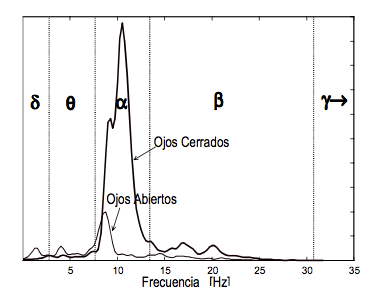 δ θ α β γ→
Ojos Cerrados
Ojos Abiertos
5 10 15 20 25 30 35
Frecuencia [Hz]